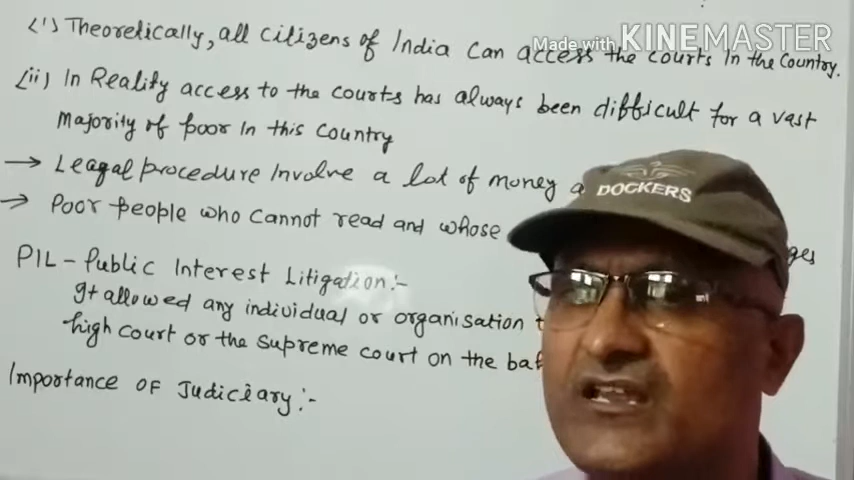 Made with KINEMASTER
(i) Theoretically, all citizens of India can access the courts in the country.
(ii) In Reality access to the courts has always been difficult for a vast
majority of poor in this country
→ Leagal procedure involve a lot of money a
→ Poor people who cannot read and whose ges
PIL - Public Interest Litigation:-
It allowed any individual or organisation
high court or the supreme court on the
Importance of Judiciary:-
DOCKERS